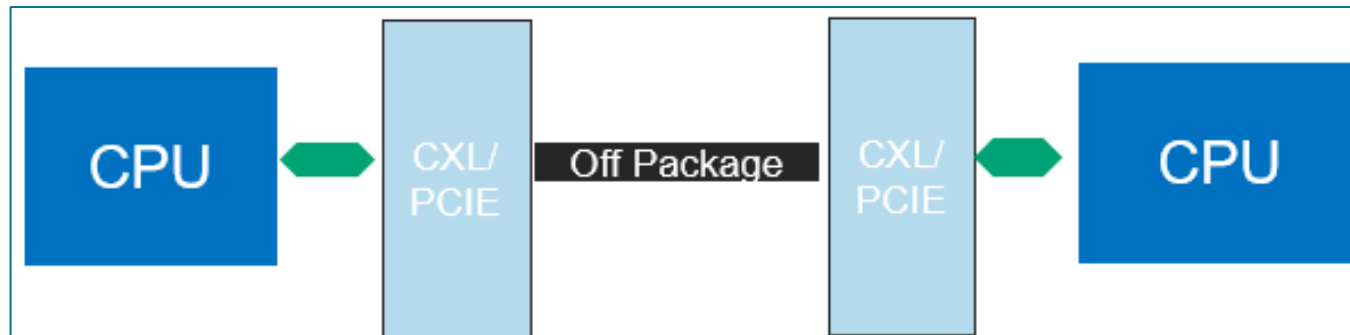 CPU
CXL/
PCIE
Off Package
CXL/
PCIE
CPU